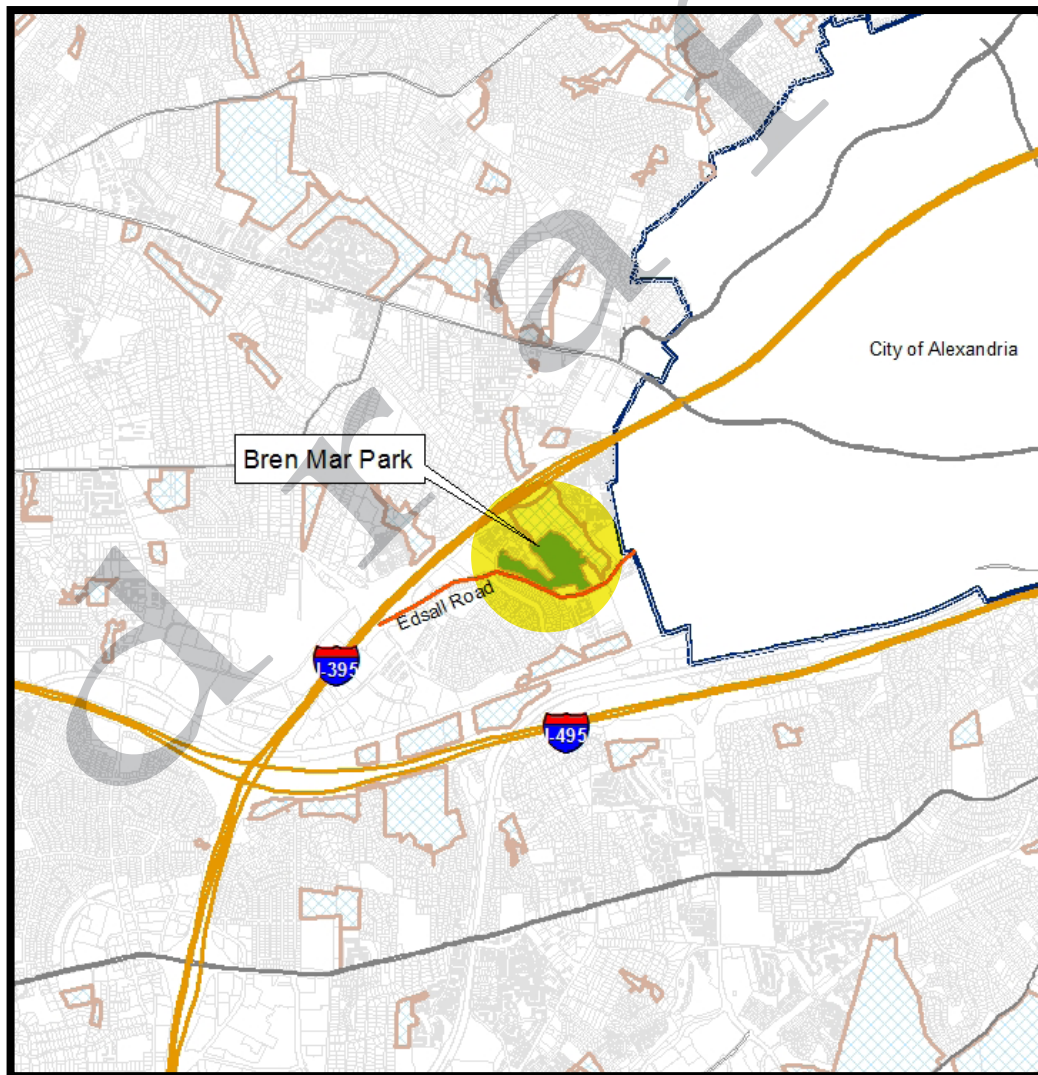 City of Alexandria
Bren Mar Park
Edsall Road
I-395
I-495
draft